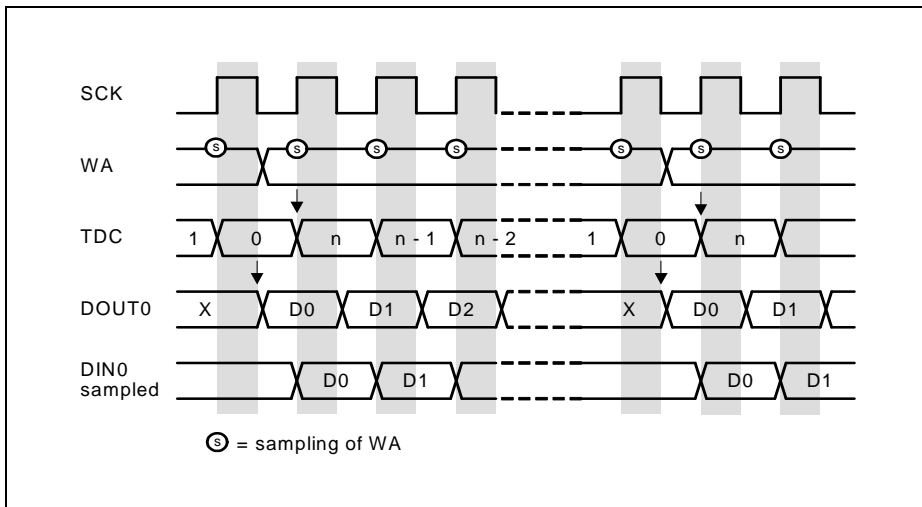 SCK
s s s s s s s
WA
TDC 1 0 n n - 1 n - 2 1 0 n
DOUT0 X D0 D1 D2 X D0 D1
DIN0
sampled D0 D1 D0 D1
s = sampling of WA